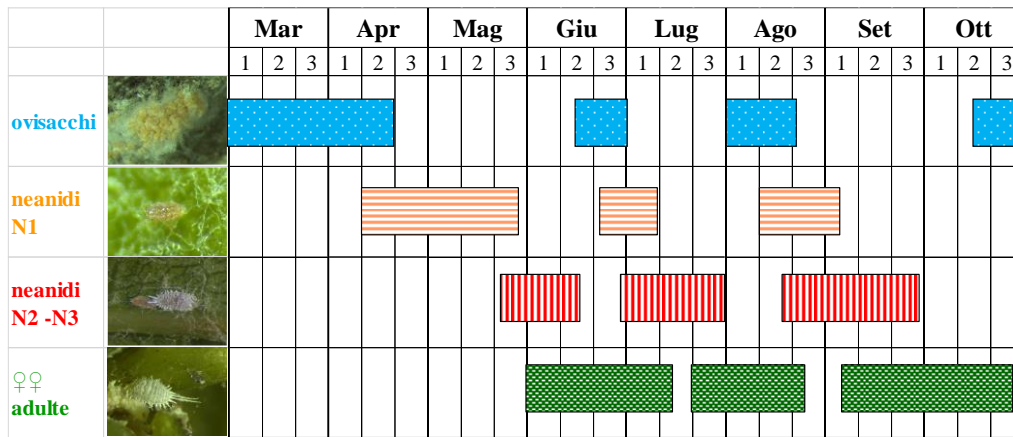 Mar Apr Mag Giu Lug Ago Set Ott
1 2 3 1 2 3 1 2 3 1 2 3 1 2 3 1 2 3 1 2 3 1 2 3
ovisacchi
neanidi
N1
neanidi
N2 -N3
♀♀
adulte